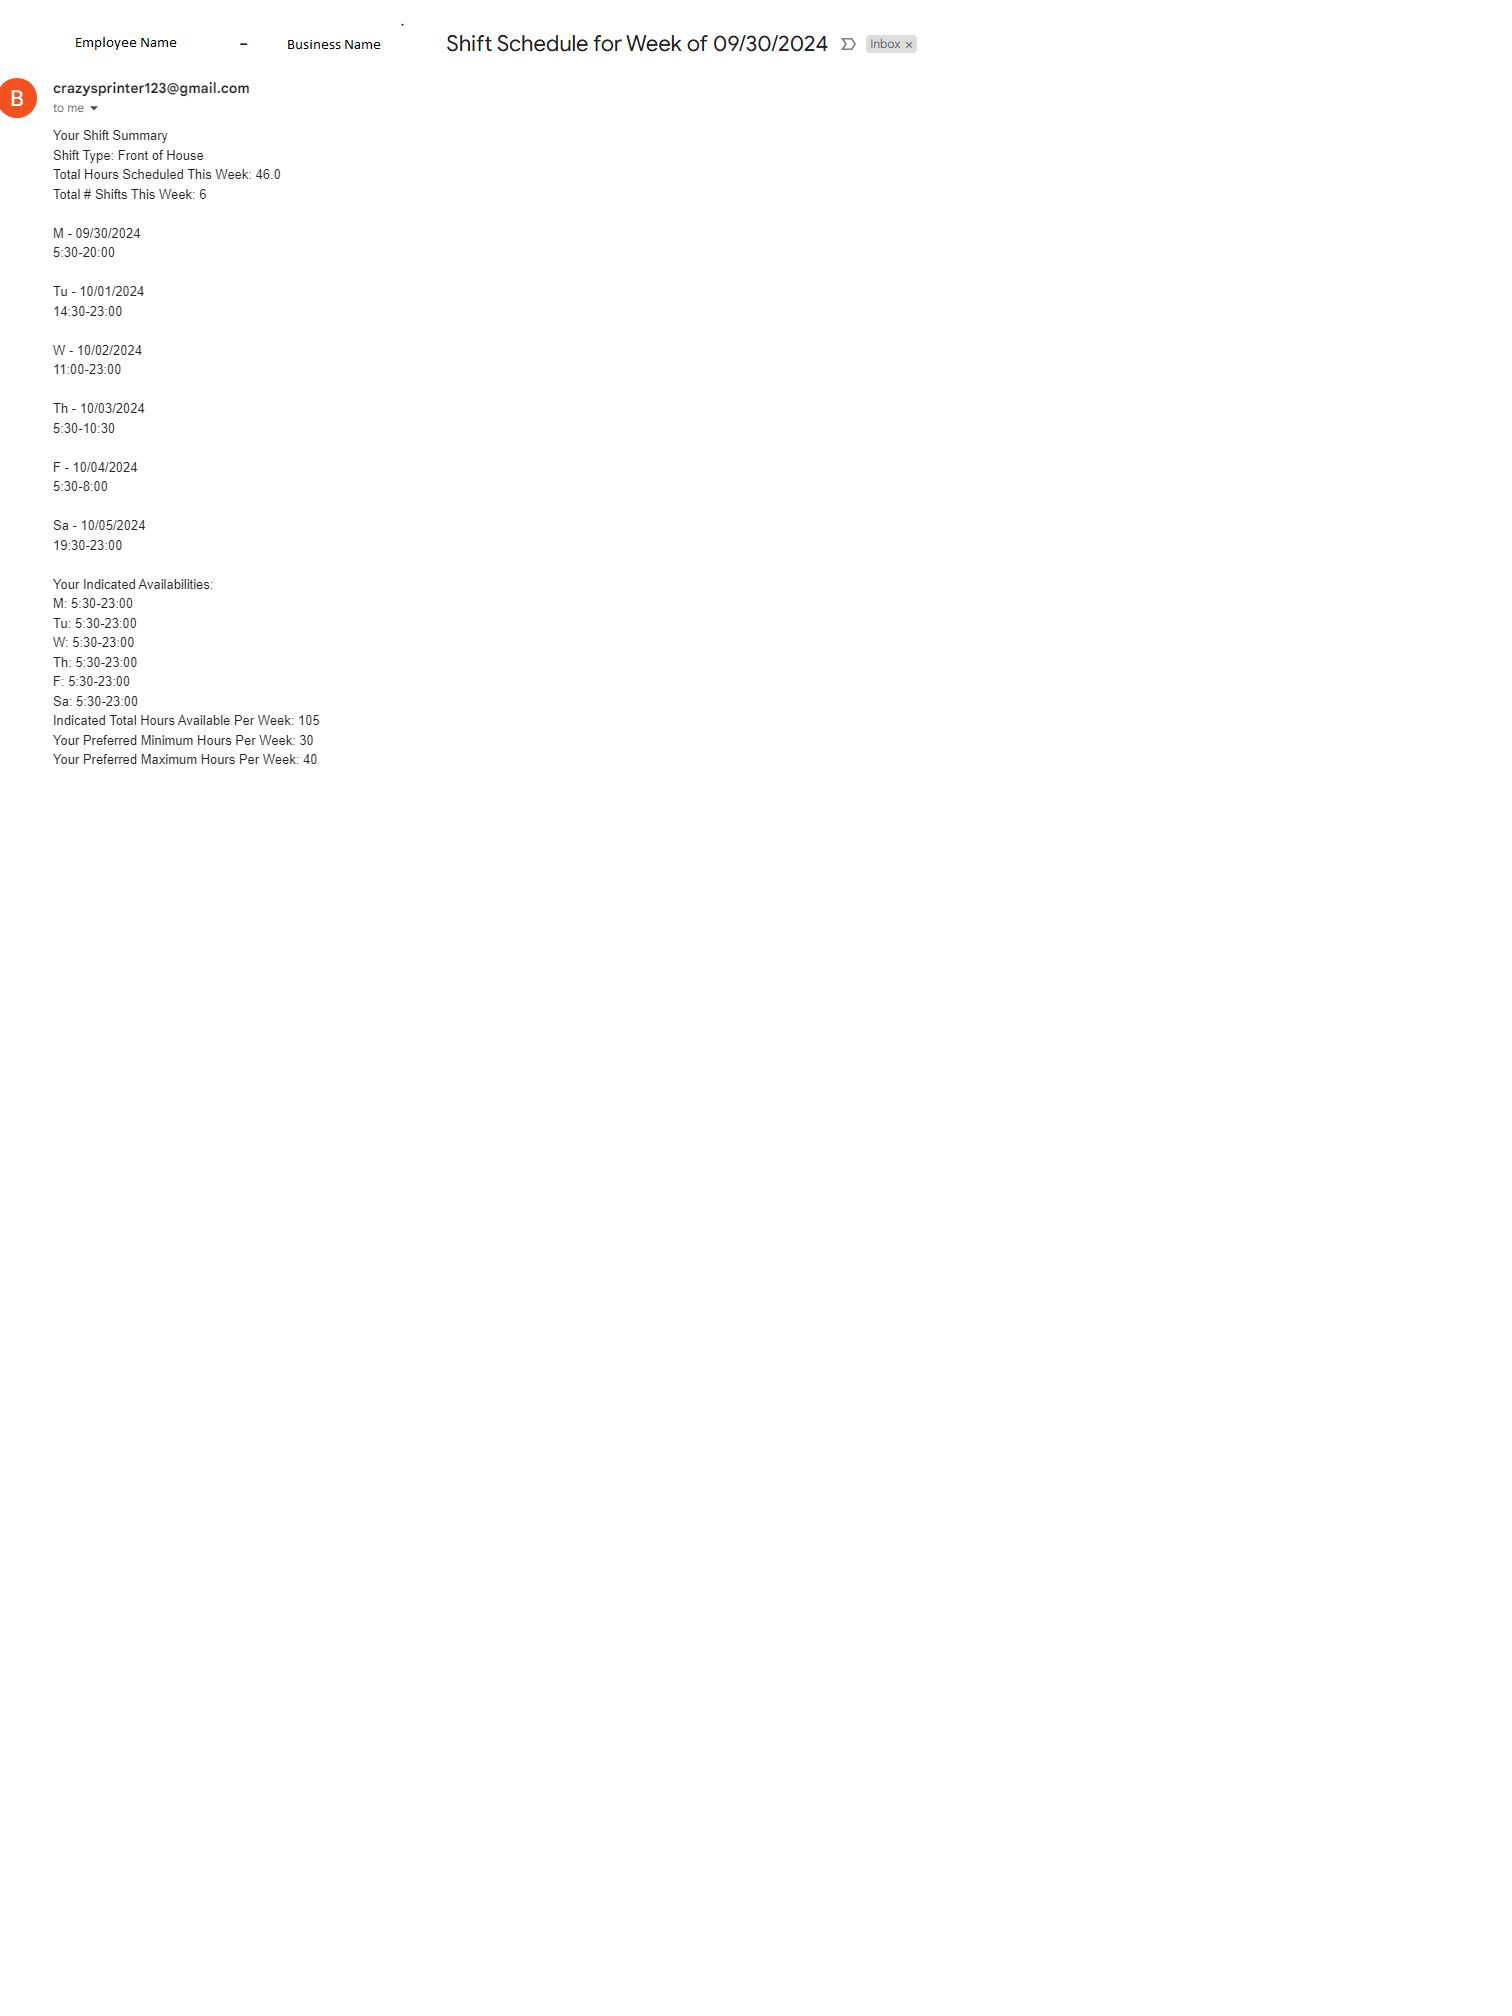 Employee Name - Business Name Shift Schedule for Week of 09/30/2024 Inbox ×
B
crazysprinter123@gmail.com
to me
Your Shift Summary
Shift Type: Front of House
Total Hours Scheduled This Week: 46.0
Total # Shifts This Week: 6
M - 09/30/2024
5:30-20:00
Tu - 10/01/2024
14:30-23:00
W - 10/02/2024
11:00-23:00
Th - 10/03/2024
5:30-10:30
F - 10/04/2024
5:30-8:00
Sa - 10/05/2024
19:30-23:00
Your Indicated Availabilities:
M: 5:30-23:00
Tu: 5:30-23:00
W: 5:30-23:00
Th: 5:30-23:00
F: 5:30-23:00
Sa: 5:30-23:00
Indicated Total Hours Available Per Week: 105
Your Preferred Minimum Hours Per Week: 30
Your Preferred Maximum Hours Per Week: 40